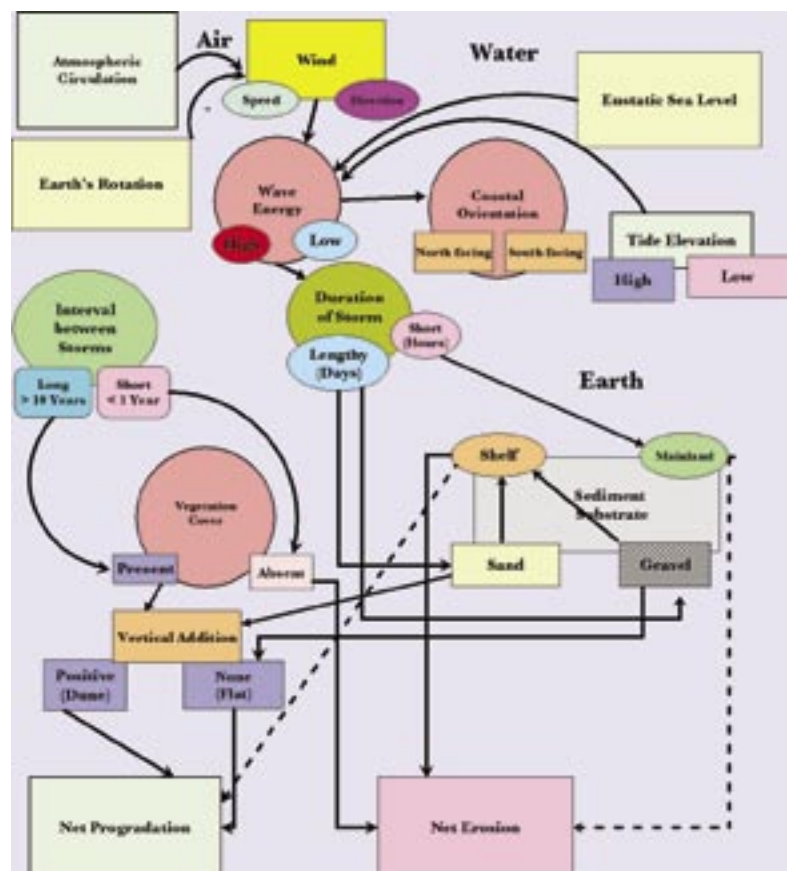 Air
Water
Atmospheric
Circulation
Wind
Speed
Direction
Eustatic Sea Level
Earth's Rotation
Wave
Energy
High
Low
Coastal
Orientation
North facing
South facing
Tide Elevation
High
Low
Interval
between
Storms
Long
> 10 Years
Short
< 1 Year
Duration
of Storm
Short
(Hours)
Lengthy
(Days)
Earth
Shelf
Mainland
Sediment
Substrate
Vegetation
Cover
Present
Absent
Sand
Gravel
Vertical Addition
Positive
(Dune)
None
(Flat)
Net Progradation
Net Erosion